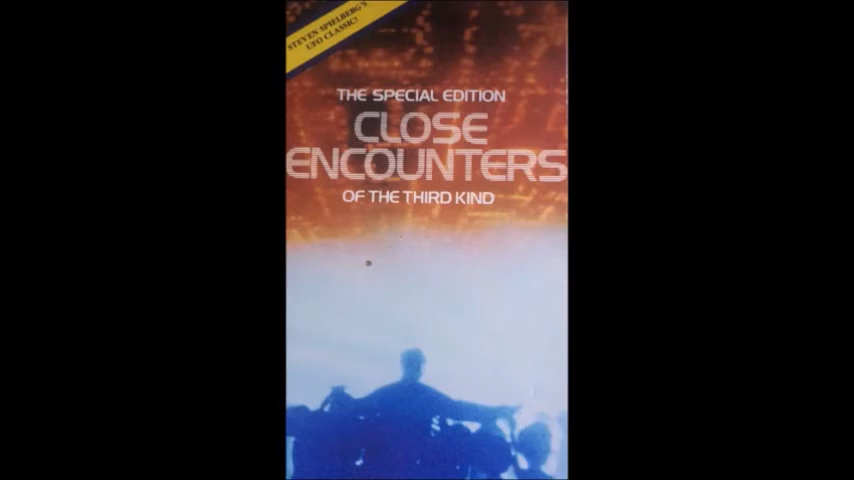 STEVEN SPIELBERG'S
UFO CLASSIC!
THE SPECIAL EDITION
CLOSE
ENCOUNTERS
OF THE THIRD KIND